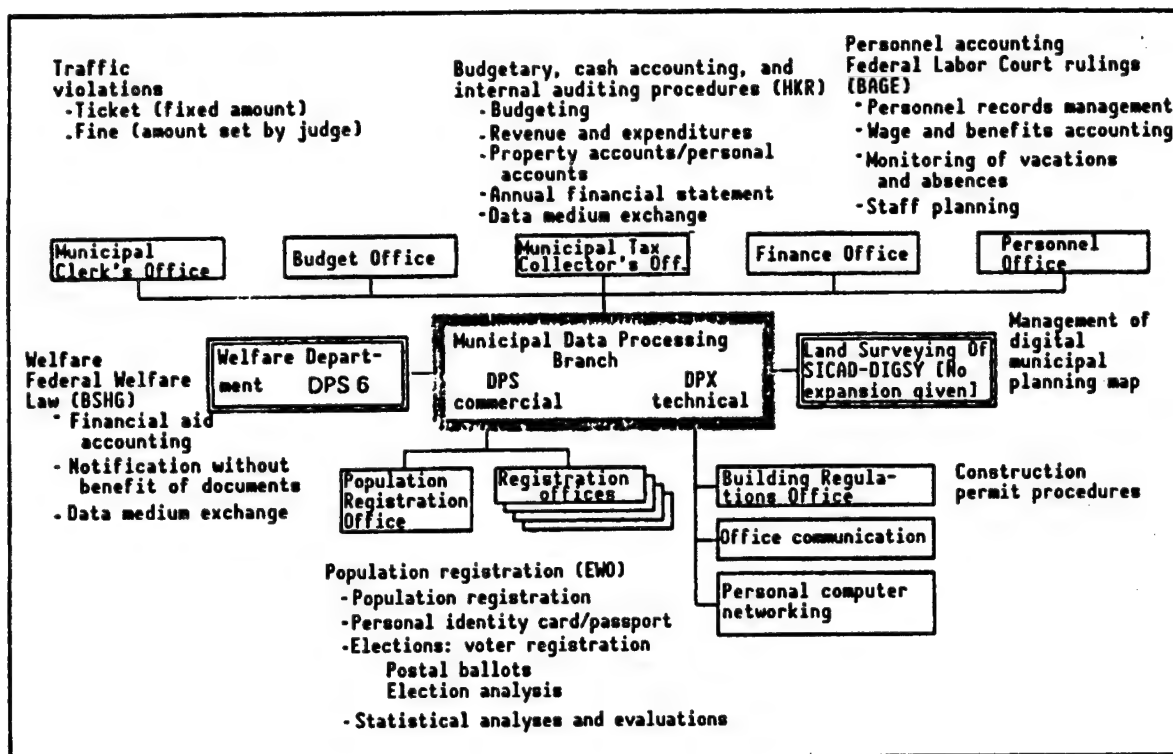 Traffic
violations
- Ticket (fixed amount)
- Fine (amount set by judge)
Budgetary, cash accounting, and
internal auditing procedures (HKR)
- Budgeting
- Revenue and expenditures
- Property accounts/personal
accounts
- Annual financial statement
- Data medium exchange
Personnel accounting
Federal Labor Court rulings
(BAGE)
- Personnel records management
- Wage and benefits accounting
- Monitoring of vacations
and absences
- Staff planning
Municipal
Clerk's Office
Budget Office
Municipal Tax
Collector's Off.
Finance Office
Personnel
Office
Welfare
Federal Welfare
Law (BSHG)
- Financial aid
accounting
- Notification without
benefit of documents
- Data medium exchange
Welfare Depart-
ment DPS 6
Municipal Data Processing
Branch
DPS DPX
commercial technical
Land Surveying Of
SICAD-DIGSY [No
expansion given]
Management of
digital
municipal
planning map
Population
Registration
Office
Registration
offices
Building Regula-
tions Office
Construction
permit procedures
Office communication
Personal computer
networking
Population registration (EWO)
- Population registration
- Personal identity card/passport
- Elections: voter registration
Postal ballots
Election analysis
- Statistical analyses and evaluations